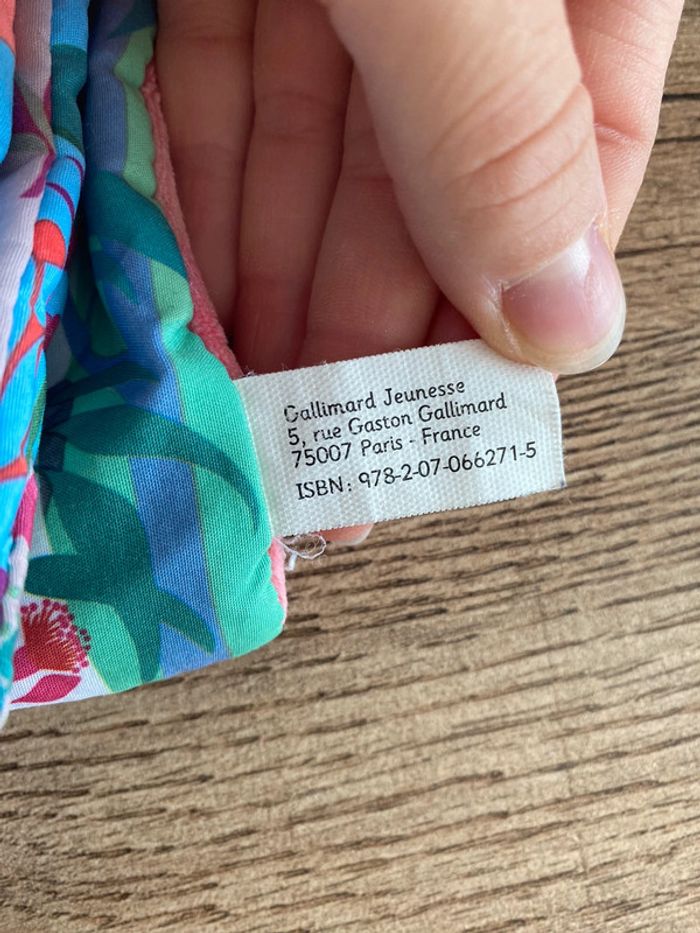 Gallimard Jeunesse
5, rue Gaston Gallimard
75007 Paris - France
ISBN: 978-2-07-066271-5